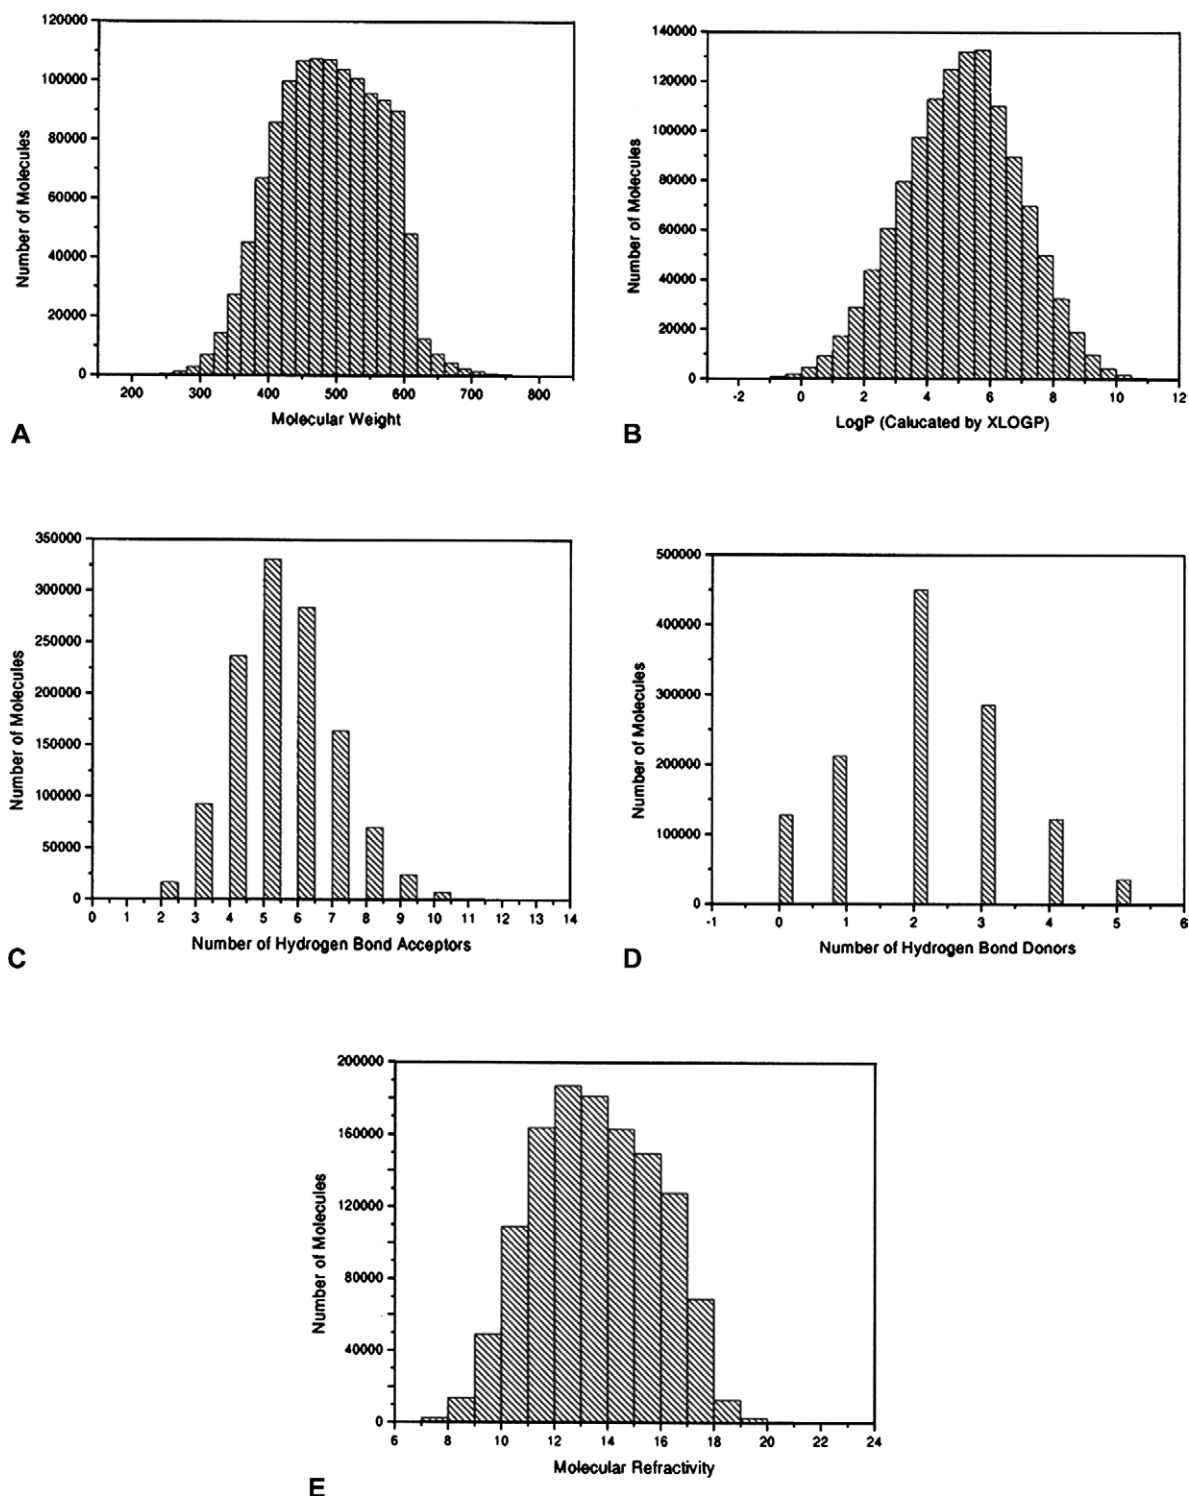 120000
100000
80000
60000
40000
20000
0
Number of Molecules
200 300 400 500 600 700 800
Molecular Weight
A
140000
120000
100000
80000
60000
40000
20000
0
Number of Molecules
-2 0 2 4 6 8 10 12
LogP (Calucated by XLOGP)
B
350000
300000
250000
200000
150000
100000
50000
0
Number of Molecules
0 1 2 3 4 5 6 7 8 9 10 11 12 13 14
Number of Hydrogen Bond Acceptors
C
500000
400000
300000
200000
100000
0
Number of Molecules
-1 0 1 2 3 4 5 6
Number of Hydrogen Bond Donors
D
200000
160000
120000
80000
40000
0
Number of Molecules
6 8 10 12 14 16 18 20 22 24
Molecular Refractivity
E